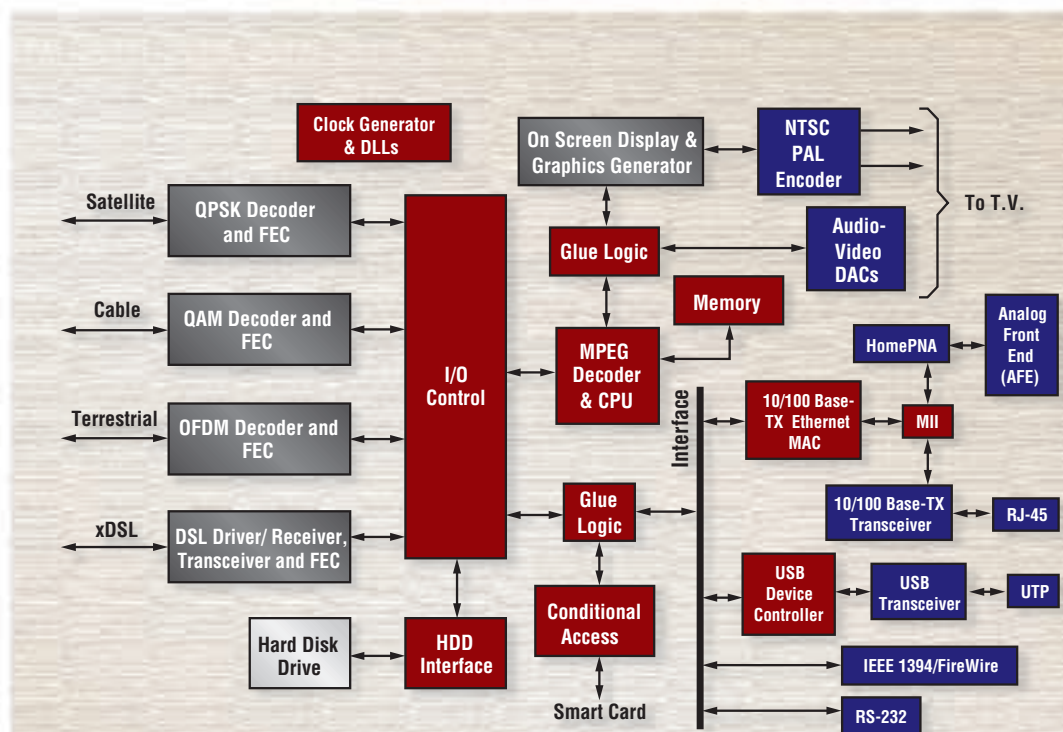 Clock Generator
& DLLs
On Screen Display &
Graphics Generator
NTSC
PAL
Encoder
To T.V.
Satellite
QPSK Decoder
and FEC
Glue Logic
Audio-
Video
DACs
Cable
QAM Decoder and
FEC
I/O
Control
Memory
MPEG
Decoder
& CPU
HomePNA
Analog
Front
End
(AFE)
Terrestrial
OFDM Decoder and
FEC
Interface
10/100 Base-
TX Ethernet
MAC
MII
xDSL
DSL Driver/ Receiver,
Transceiver and FEC
Glue
Logic
10/100 Base-TX
Transceiver
RJ-45
Conditional
Access
USB
Device
Controller
USB
Transceiver
UTP
Hard Disk
Drive
HDD
Interface
IEEE 1394/FireWire
Smart Card
RS-232